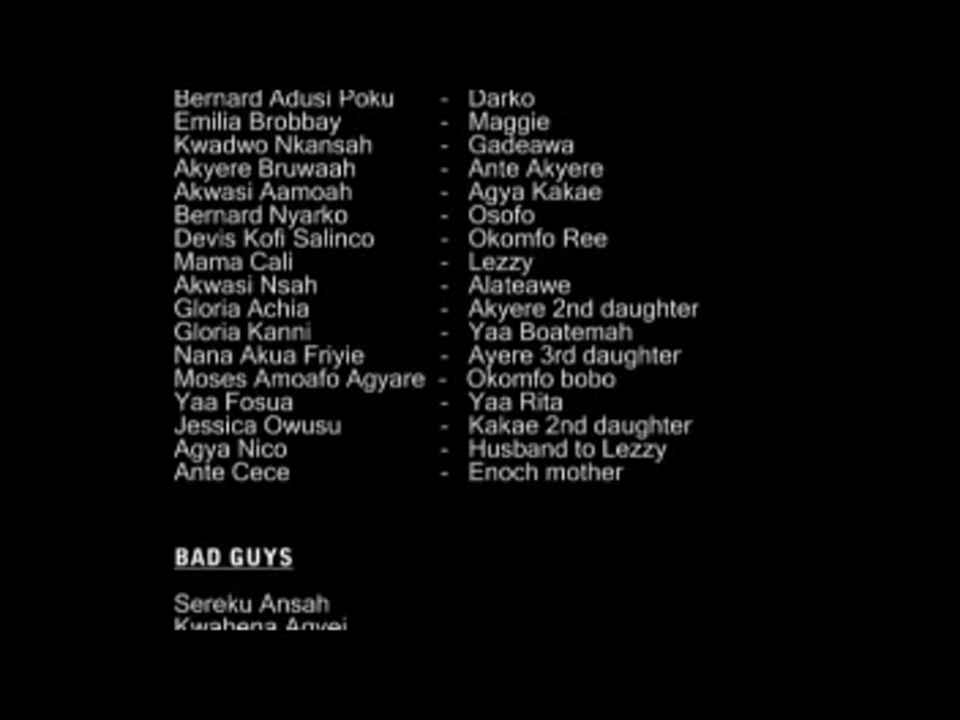 Bernard Adusi Poku - Darko
Emilia Brobbay - Maggie
Kwadwo Nkansah - Gadeawa
Akyere Bruwaah - Ante Akyere
Akwasi Aamoah - Agya Kakae
Bernard Nyarko - Osofo
Devis Kofi Salinco - Okomfo Ree
Mama Cali - Lezzy
Akwasi Nsah - Alateawe
Gloria Achia - Akyere 2nd daughter
Gloria Kanni - Yaa Boatemah
Nana Akua Friyie - Ayere 3rd daughter
Moses Amoafo Agyare - Okomfo bobo
Yaa Fosua - Yaa Rita
Jessica Owusu - Kakae 2nd daughter
Agya Nico - Husband to Lezzy
Ante Cece - Enoch mother
BAD GUYS
Sereku Ansah
Kwabena Agyei